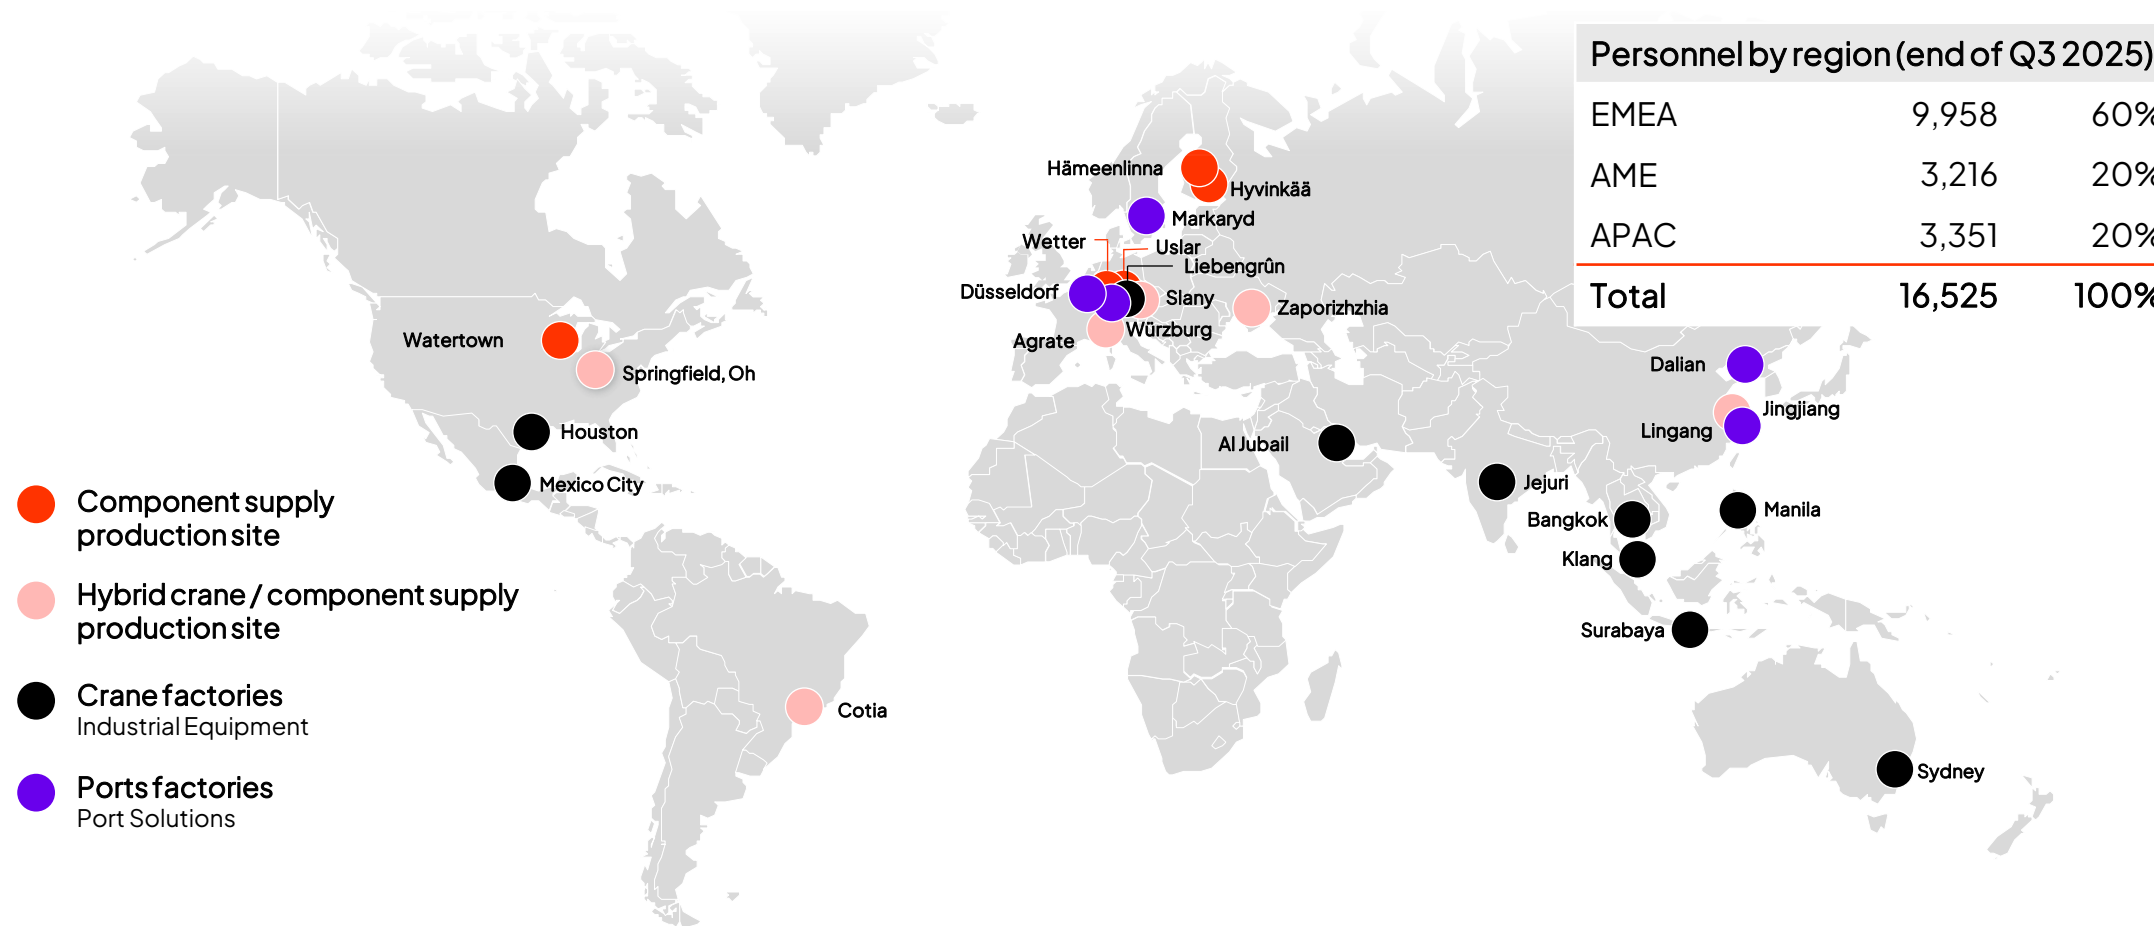 Personnel by region (end of Q3 2025)
EMEA 9,958 60%
AME 3,216 20%
APAC 3,351 20%
Total 16,525 100%
Hämeenlinna
Hyvinkää
Markaryd
Wetter
Uslar
Liebengrûn
Düsseldorf
Slany
Zaporizhzhia
Würzburg
Agrate
Watertown
Springfield, Oh
Houston
Mexico City
Cotia
Al Jubail
Dalian
Jingjiang
Lingang
Jejuri
Bangkok
Manila
Klang
Surabaya
Sydney
Component supply
production site
Hybrid crane / component supply
production site
Crane factories
Industrial Equipment
Ports factories
Port Solutions